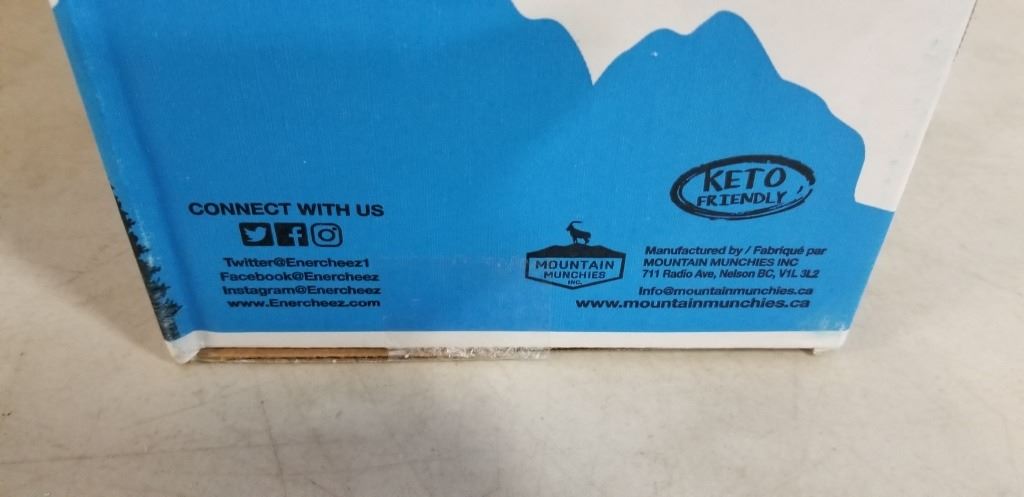 CONNECT WITH US
Twitter@Enercheez1
Facebook@Enercheez
Instagram@Enercheez
www.Enercheez.com
MOUNTAIN
MUNCHIES
INC.
KETO
FRIENDLY
Manufactured by / Fabriqué par
MOUNTAIN MUNCHIES INC
711 Radio Ave, Nelson BC, V1L 3L2
Info@mountainmunchies.ca
www.mountainmunchies.ca